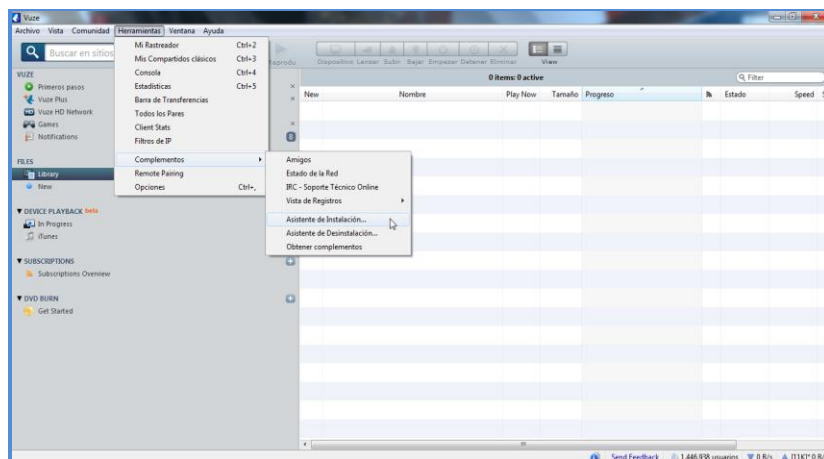 Vuze
Archivo Vista Comunidad Herramientas Ventana Ayuda
Buscar en sitios
Mi Rastreador Ctrl+2
Mis Compartidos clásicos Ctrl+3
Consola Ctrl+4
Estadísticas Ctrl+5
Barra de Transferencias
Todos los Pares
Client Stats
Filtros de IP
Complementos
Remote Pairing
Opciones Ctrl+,
Amigos
Estado de la Red
IRC - Soporte Técnico Online
Vista de Registros
Asistente de Instalación...
Asistente de Desinstalación...
Obtener complementos
Dispositivo Lanzar Subir Bajar Empezar Detener Eliminar View
0 items: 0 active
Filter
New Nombre Play Now Tamaño Progreso Estado Speed
VUZE
Primeros pasos
Vuze Plus
Vuze HD Network
Games
Notifications
FILES
Library
New
DEVICE PLAYBACK beta
In Progress
iTunes
SUBSCRIPTIONS
Subscriptions Overview
DVD BURN
Get Started
Send Feedback 1.446.938 usuarios 0 B/s